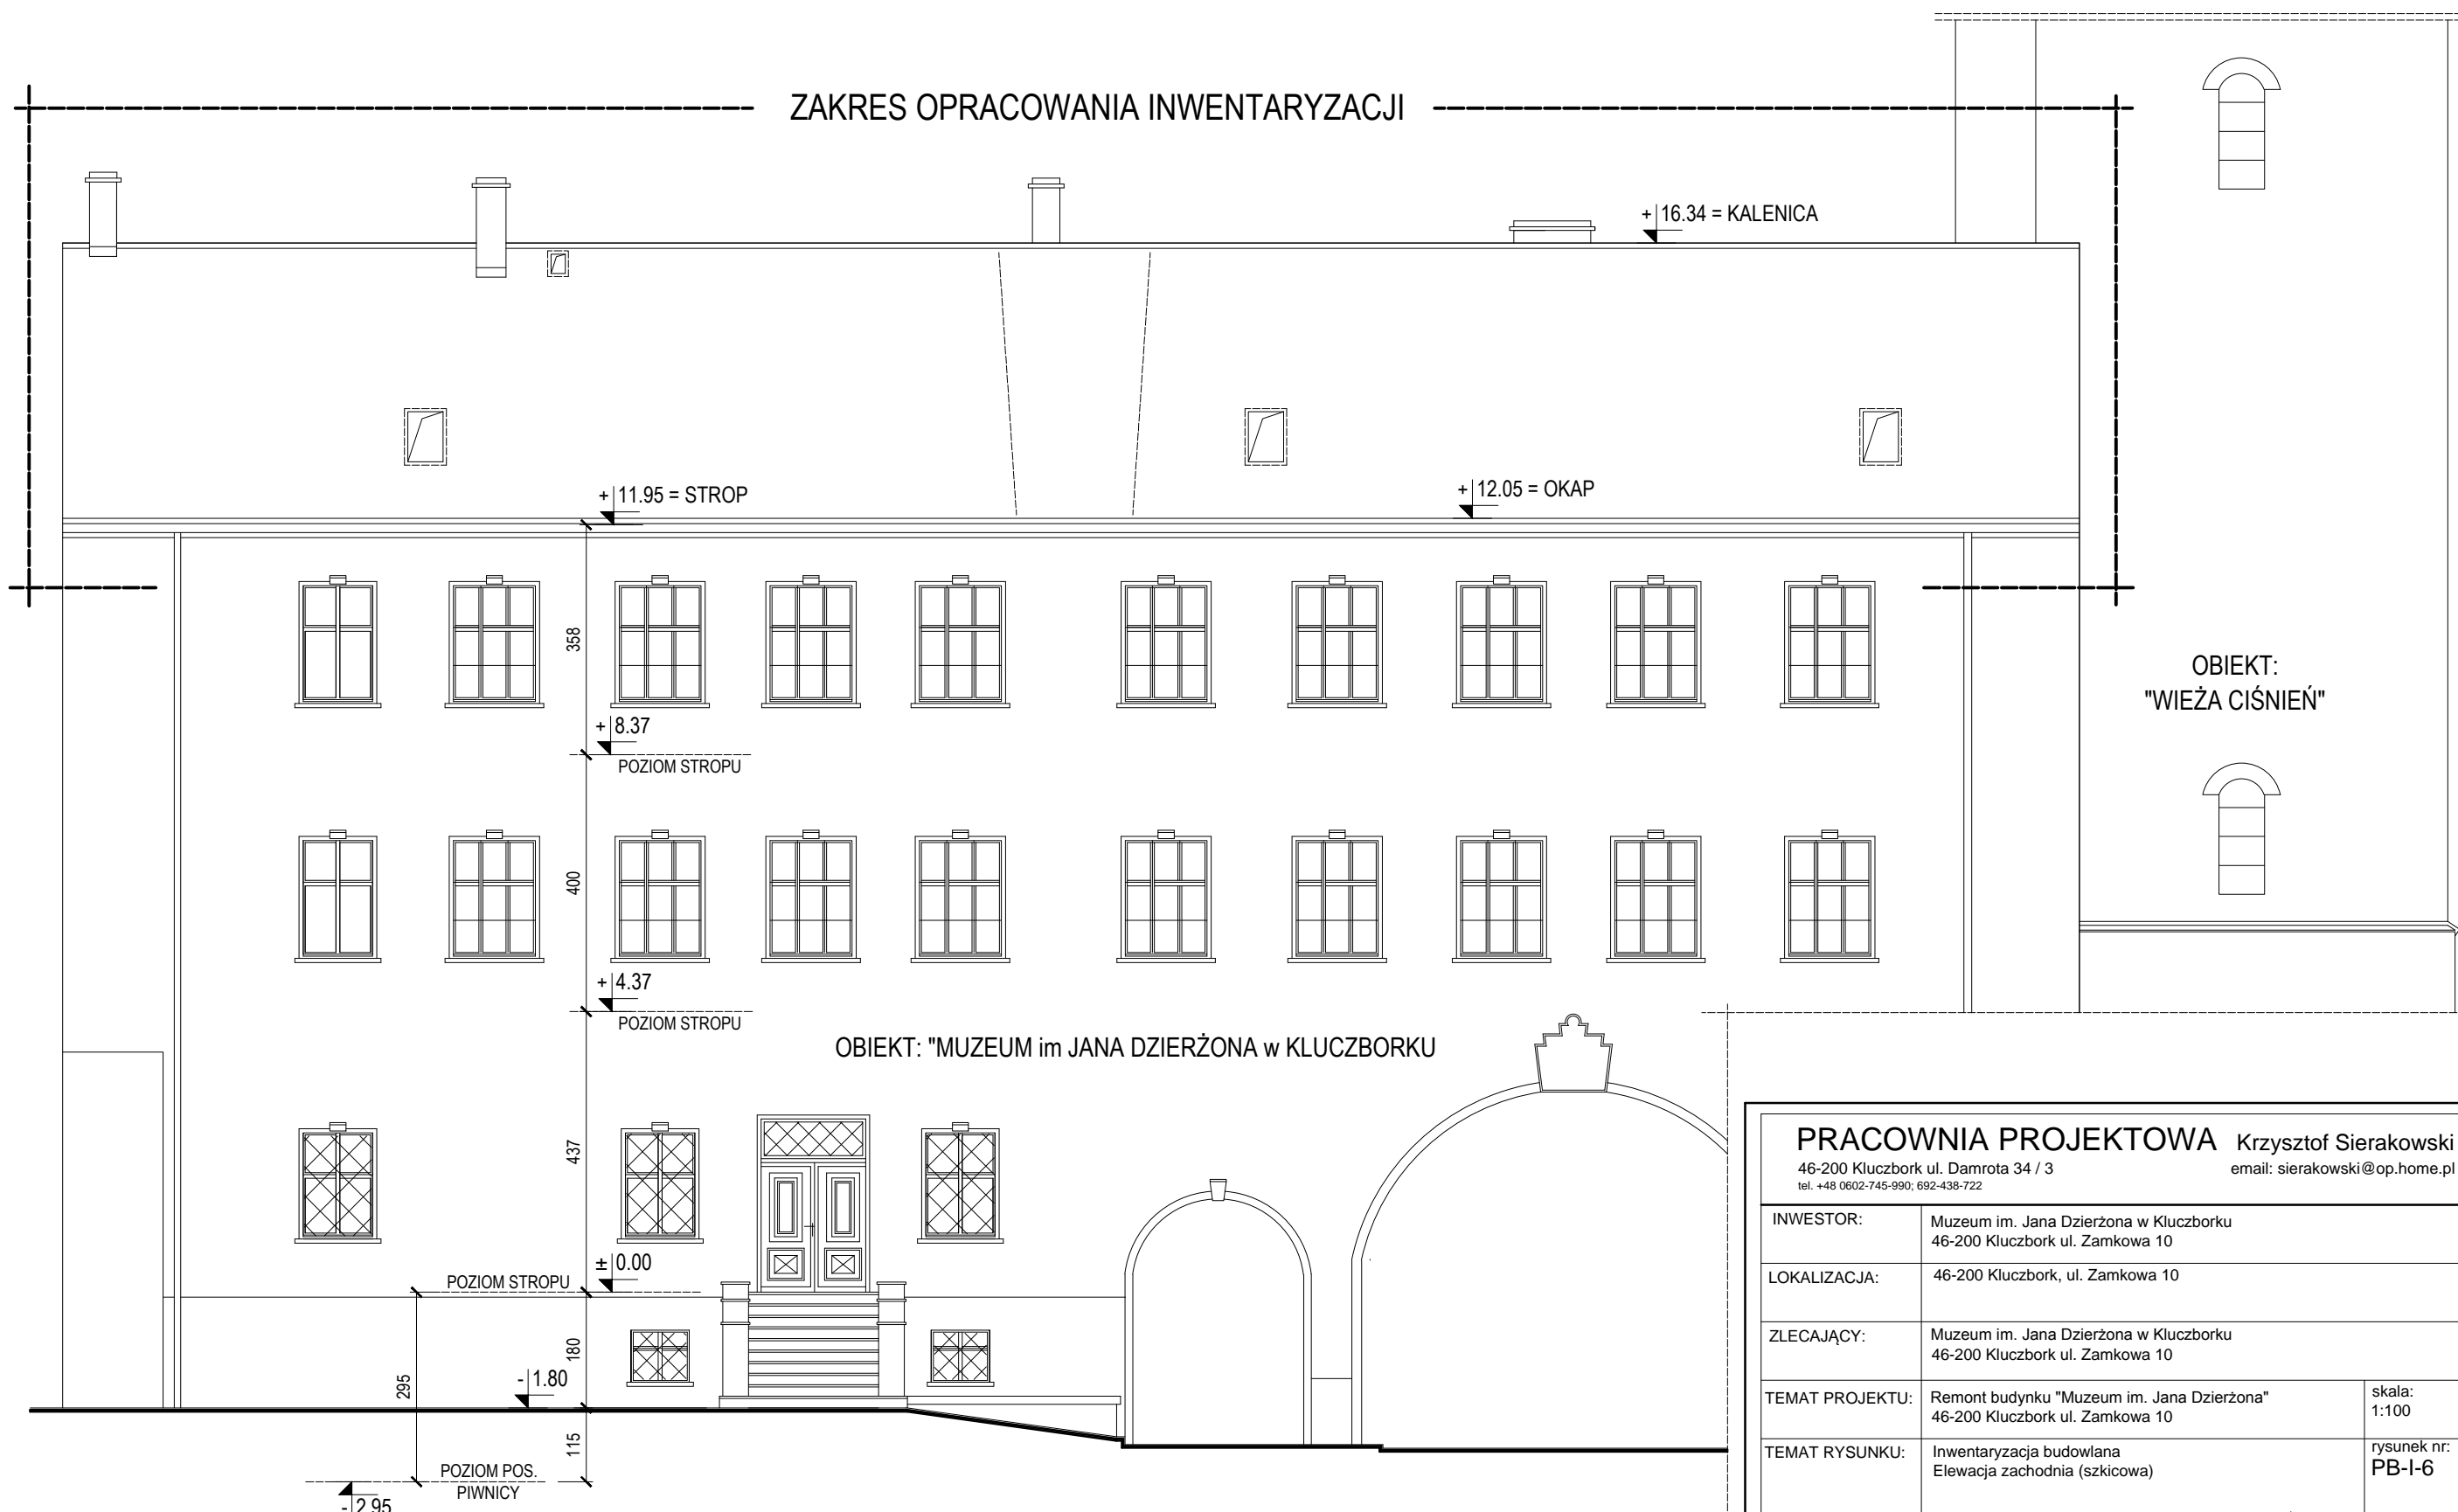 ZAKRES OPRACOWANIA INWENTARYZACJI
+ 16.34 = KALENICA
+ 11.95 = STROP
+ 12.05 = OKAP
358
OBIEKT:
"WIEŻA CIŚNIEŃ"
+ 8.37
POZIOM STROPU
400
+ 4.37
POZIOM STROPU
OBIEKT: "MUZEUM im JANA DZIERŻONA w KLUCZBORKU
437
± 0.00
POZIOM STROPU
180
295
- 1.80
115
POZIOM POS.
PIWNICY
- 2.95
PRACOWNIA PROJEKTOWA Krzysztof Sierakowski
46-200 Kluczbork ul. Damrota 34 / 3 email: sierakowski@op.home.pl
tel. +48 0602-745-990; 692-438-722
INWESTOR: Muzeum im. Jana Dzierżona w Kluczborku
46-200 Kluczbork ul. Zamkowa 10
LOKALIZACJA: 46-200 Kluczbork, ul. Zamkowa 10
ZLECAJĄCY: Muzeum im. Jana Dzierżona w Kluczborku
46-200 Kluczbork ul. Zamkowa 10
TEMAT PROJEKTU: Remont budynku "Muzeum im. Jana Dzierżona" skala:
46-200 Kluczbork ul. Zamkowa 10 1:100
TEMAT RYSUNKU: Inwentaryzacja budowlana rysunek nr:
Elewacja zachodnia (szkicowa) PB-I-6